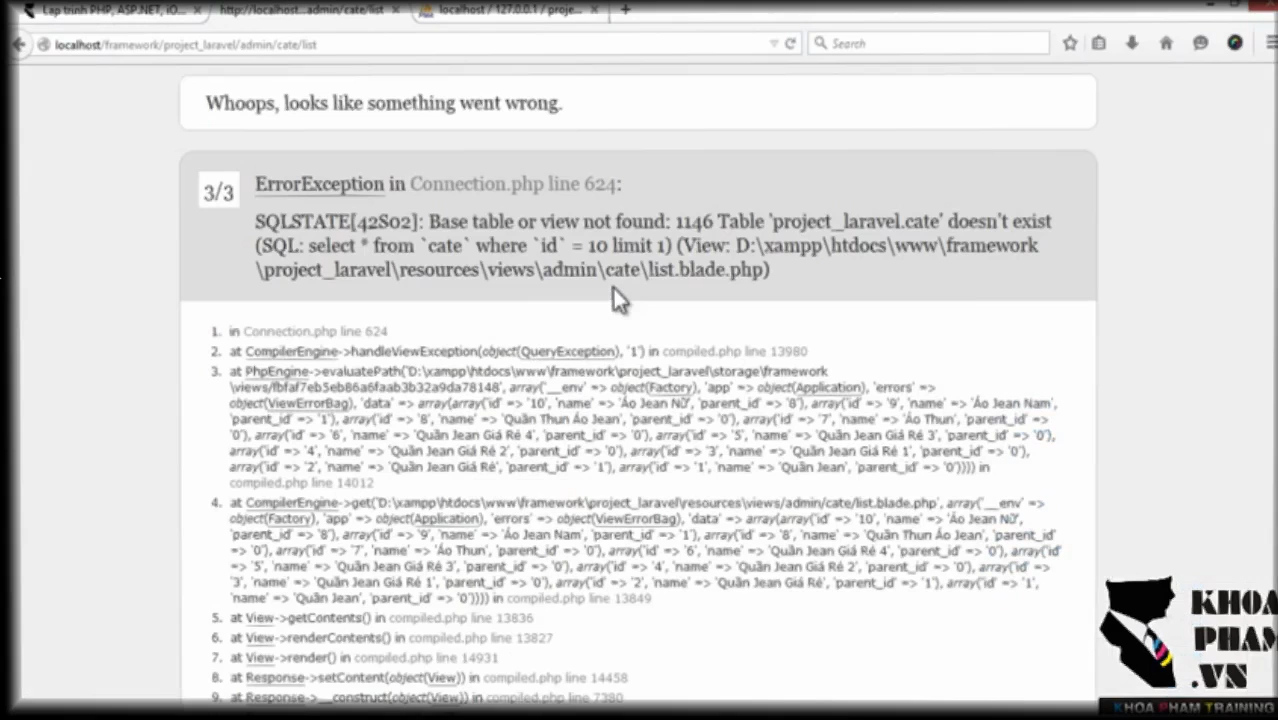 Lập trình PHP, ASP.NET, iO...
http://localhost...admin/cate/list
localhost / 127.0.0.1 / proje...
localhost/framework/project_laravel/admin/cate/list
Search
Whoops, looks like something went wrong.
3/3
ErrorException in Connection.php line 624:
SQLSTATE[42S02]: Base table or view not found: 1146 Table 'project_laravel.cate' doesn't exist
(SQL: select * from `cate` where `id` = 10 limit 1) (View: D:\xampp\htdocs\www\framework
\project_laravel\resources\views\admin\cate\list.blade.php)
1. in Connection.php line 624
2. at CompilerEngine->handleViewException(object(QueryException), '1') in compiled.php line 13980
3. at PhpEngine->evaluatePath('D:\xampp\htdocs\www\framework\project_laravel\storage\framework
\views/fbfaf7eb5eb86a6faab3b32a9da78148', array('__env' => object(Factory), 'app' => object(Application), 'errors' =>
object(ViewErrorBag), 'data' => array(array('id' => '10', 'name' => 'Áo Jean Nữ', 'parent_id' => '8'), array('id' => '9', 'name' => 'Áo Jean Nam',
'parent_id' => '1'), array('id' => '8', 'name' => 'Quần Thun Áo Jean', 'parent_id' => '0'), array('id' => '7', 'name' => 'Áo Thun', 'parent_id' =>
'0'), array('id' => '6', 'name' => 'Quần Jean Giá Rẻ 4', 'parent_id' => '0'), array('id' => '5', 'name' => 'Quần Jean Giá Rẻ 3', 'parent_id' => '0'),
array('id' => '4', 'name' => 'Quần Jean Giá Rẻ 2', 'parent_id' => '0'), array('id' => '3', 'name' => 'Quần Jean Giá Rẻ 1', 'parent_id' => '0'),
array('id' => '2', 'name' => 'Quần Jean Giá Rẻ', 'parent_id' => '1'), array('id' => '1', 'name' => 'Quần Jean', 'parent_id' => '0')))) in
compiled.php line 14012
4. at CompilerEngine->get('D:\xampp\htdocs\www\framework\project_laravel\resources\views/admin/cate/list.blade.php', array('__env' =>
object(Factory), 'app' => object(Application), 'errors' => object(ViewErrorBag), 'data' => array(array('id' => '10', 'name' => 'Áo Jean Nữ',
'parent_id' => '8'), array('id' => '9', 'name' => 'Áo Jean Nam', 'parent_id' => '1'), array('id' => '8', 'name' => 'Quần Thun Áo Jean', 'parent_id'
=> '0'), array('id' => '7', 'name' => 'Áo Thun', 'parent_id' => '0'), array('id' => '6', 'name' => 'Quần Jean Giá Rẻ 4', 'parent_id' => '0'), array('id'
=> '5', 'name' => 'Quần Jean Giá Rẻ 3', 'parent_id' => '0'), array('id' => '4', 'name' => 'Quần Jean Giá Rẻ 2', 'parent_id' => '0'), array('id' =>
'3', 'name' => 'Quần Jean Giá Rẻ 1', 'parent_id' => '0'), array('id' => '2', 'name' => 'Quần Jean Giá Rẻ', 'parent_id' => '1'), array('id' => '1',
'name' => 'Quần Jean', 'parent_id' => '0')))) in compiled.php line 13849
5. at View->getContents() in compiled.php line 13836
6. at View->renderContents() in compiled.php line 13827
7. at View->render() in compiled.php line 14931
8. at Response->setContent(object(View)) in compiled.php line 14458
9. at Response->__construct(object(View)) in compiled.php line 7380
KHOA
PHAM
.VN
KHOA PHAM TRAINING